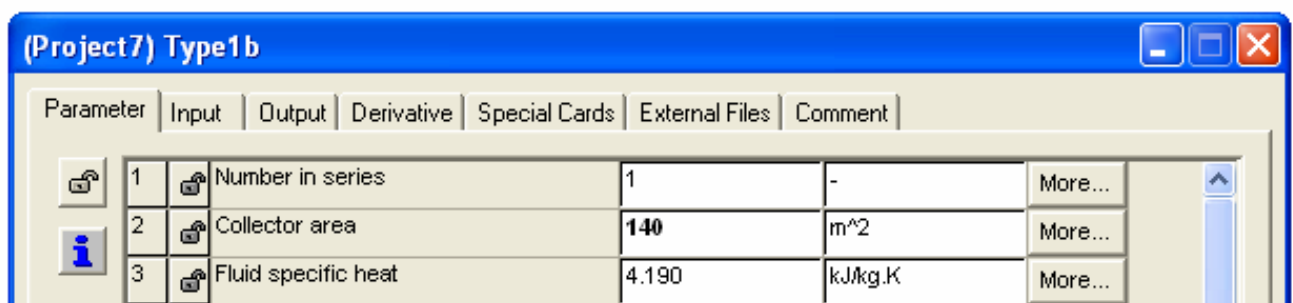 (Project7) Type1b
Parameter Input Output Derivative Special Cards External Files Comment
1 Number in series 1 - More...
2 Collector area 140 m^2 More...
i
3 Fluid specific heat 4.190 kJ/kg.K More...